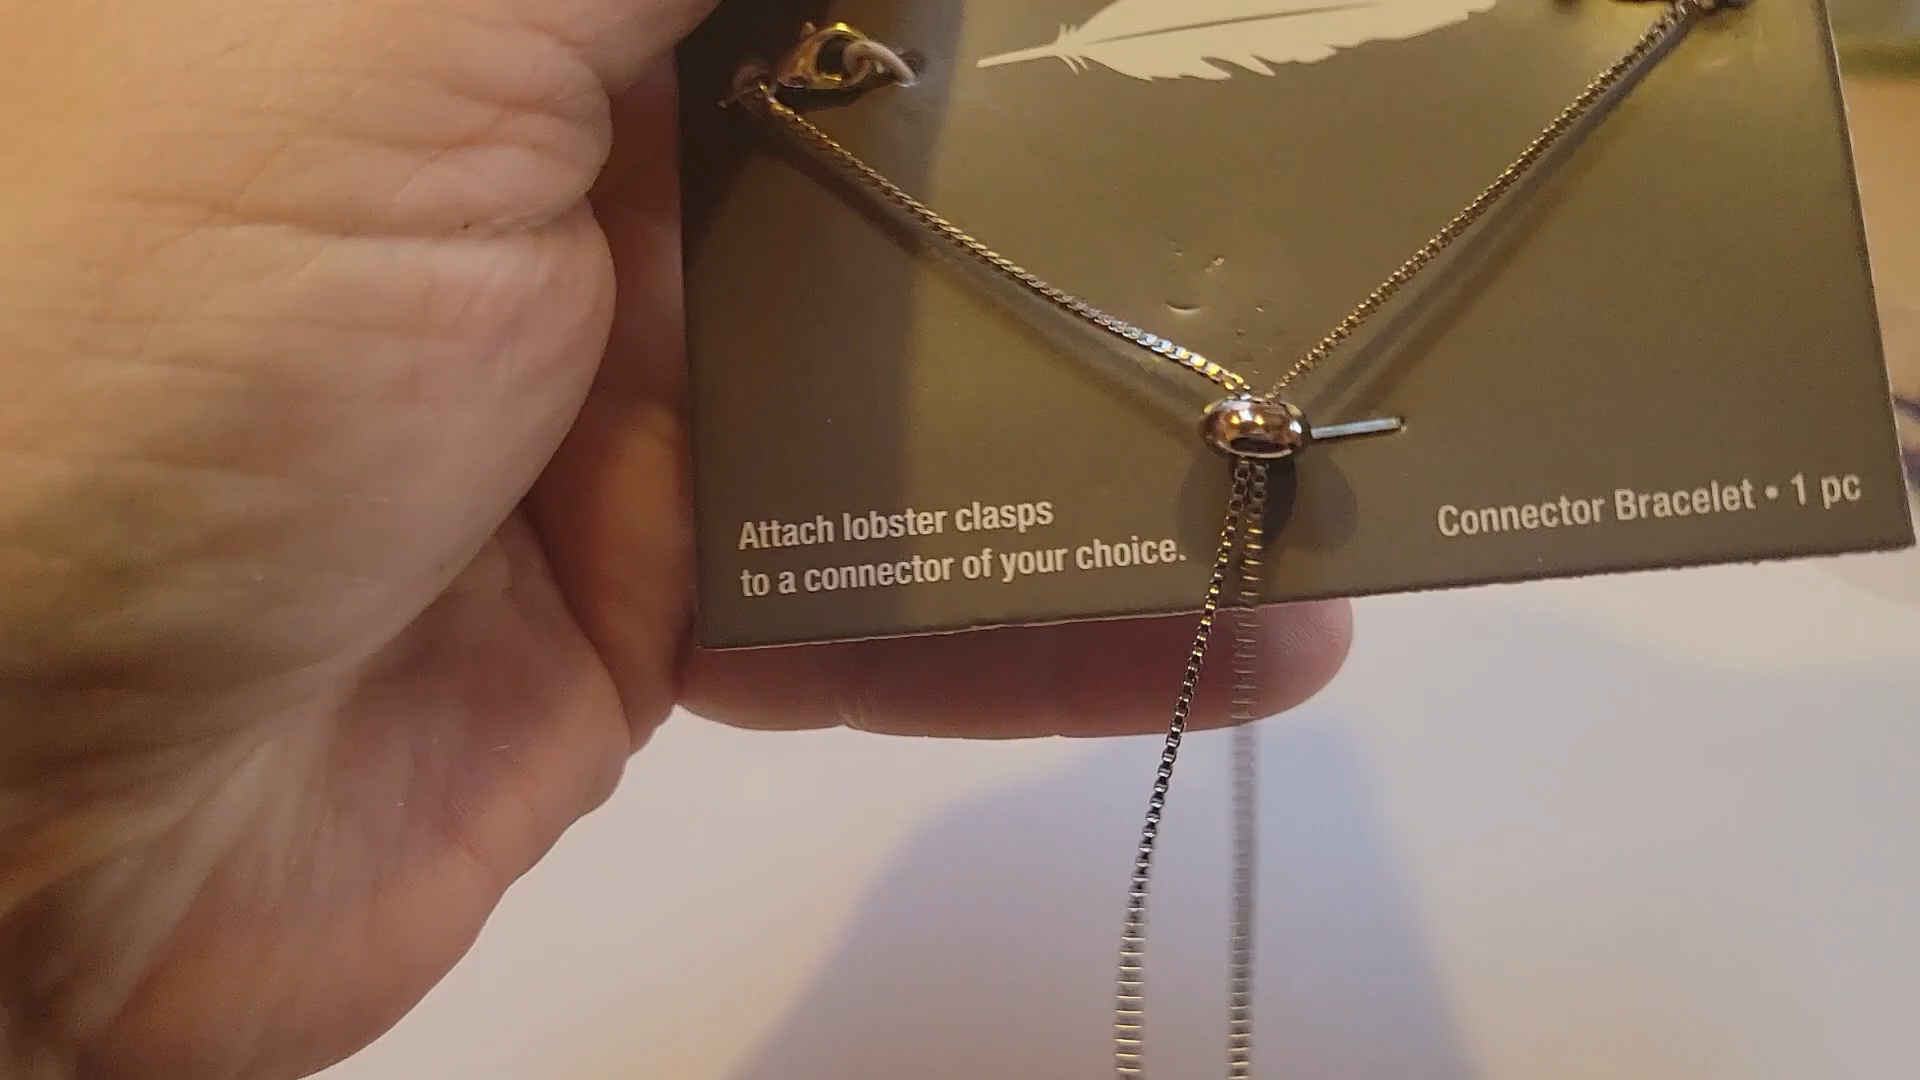 Attach lobster clasps
to a connector of your choice.
Connector Bracelet • 1 pc